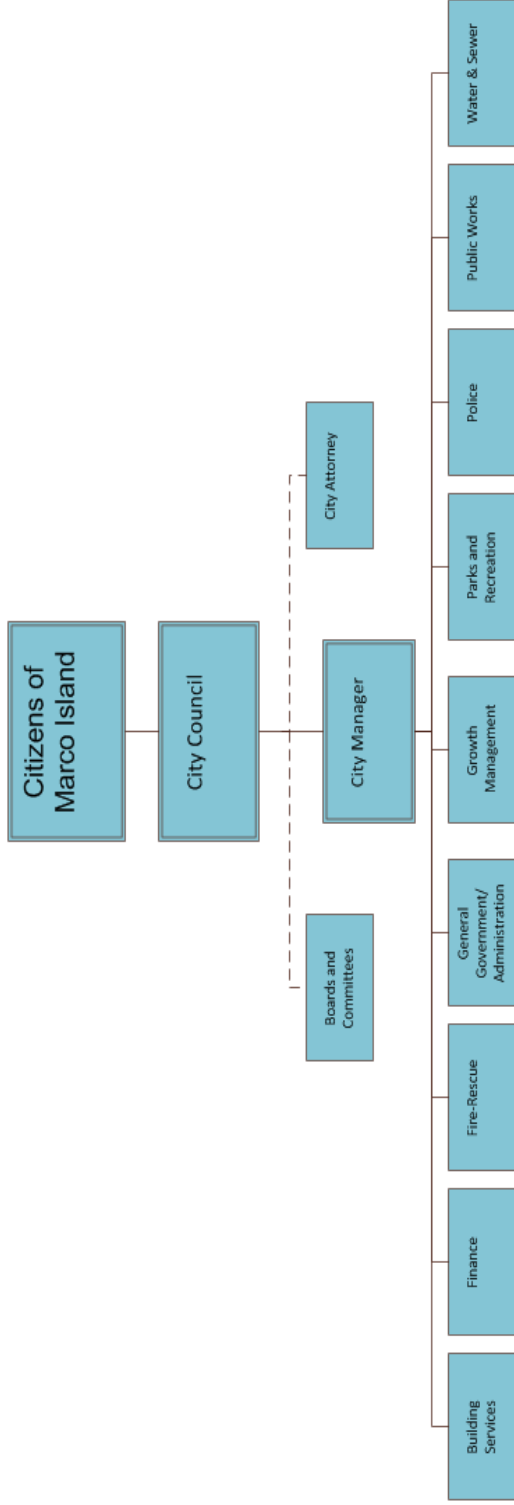 Citizens of
Marco Island
City Council
Boards and
Committees
City Attorney
City Manager
Building
Services
Finance
Fire-Rescue
General
Government/
Administration
Growth
Management
Parks and
Recreation
Police
Public Works
Water & Sewer